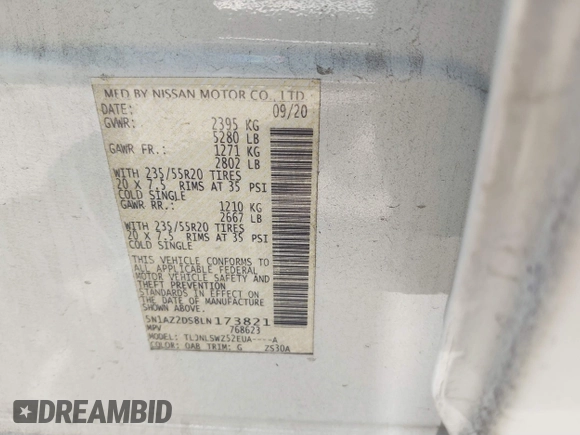 MFD BY NISSAN MOTOR CO., LTD.
DATE: 09/20
GVWR: 2395 KG
5280 LB
GAWR FR.: 1271 KG
2802 LB
WITH 235/55R20 TIRES
20 X 7.5 RIMS AT 35 PSI
COLD SINGLE
GAWR RR.: 1210 KG
2667 LB
WITH 235/55R20 TIRES
20 X 7.5 RIMS AT 35 PSI
COLD SINGLE
THIS VEHICLE CONFORMS TO
ALL APPLICABLE FEDERAL
MOTOR VEHICLE SAFETY AND
THEFT PREVENTION
STANDARDS IN EFFECT ON
THE DATE OF MANUFACTURE
SHOWN ABOVE.
5N1AZ2DS8LN173821
MPV 768623
MODEL: TLJNLSWZ52EUA----A
COLOR: QAB TRIM: G ZS30A
DREAMBID